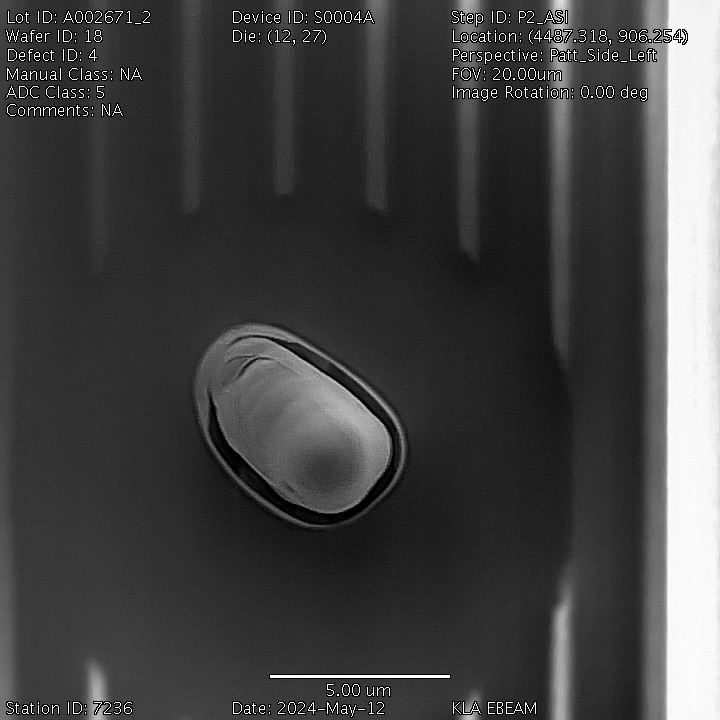 Lot ID: A002671_2
Wafer ID: 18
Defect ID: 4
Manual Class: NA
ADC Class: 5
Comments: NA
Device ID: S0004A
Die: (12, 27)
Step ID: P2_ASI
Location: (4487.318, 906.254)
Perspective: Patt_Side_Left
FOV: 20.00um
Image Rotation: 0.00 deg
5.00 um
Station ID: 7236
Date: 2024-May-12
KLA EBEAM